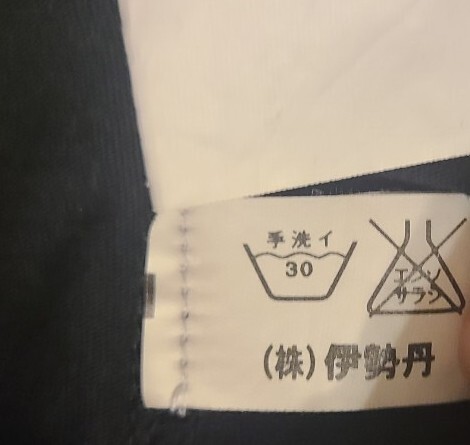 手洗イ
30
エンソ
サラシ
(株)伊勢丹